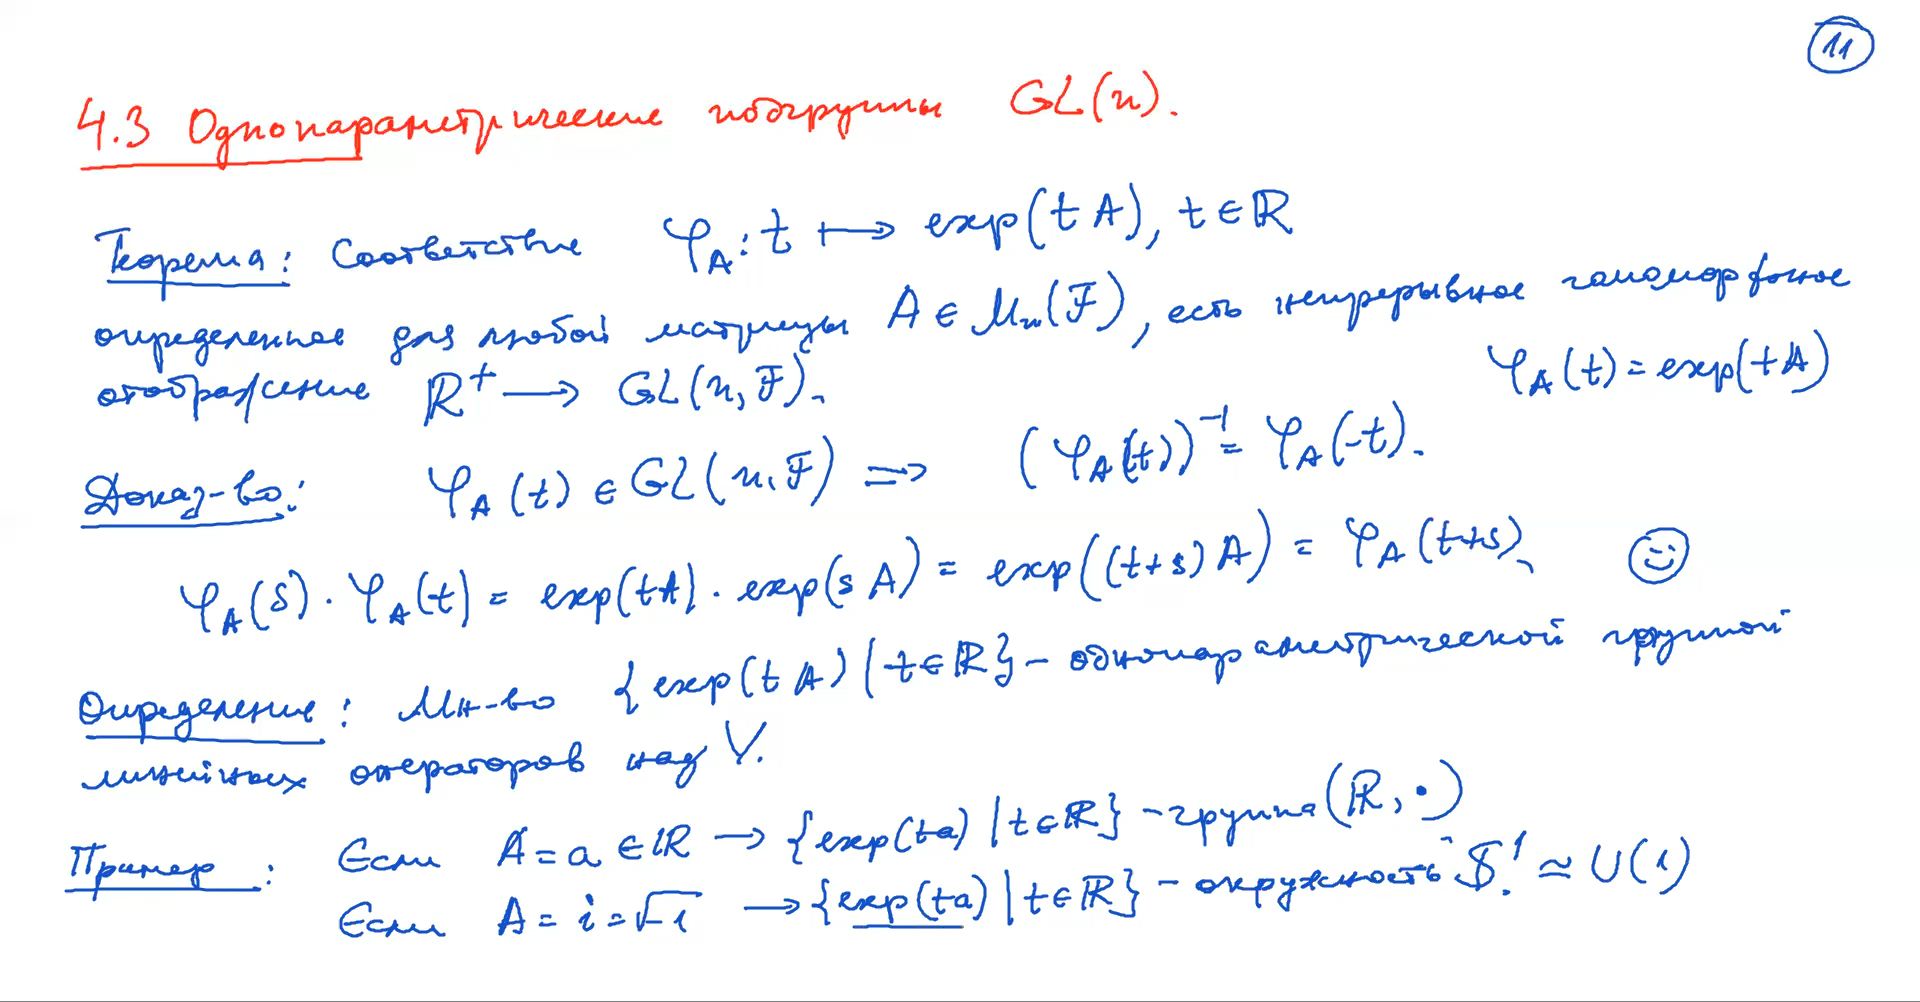 11
4.3 Однопараметрические подгруппы GL(n).
Теорема: Соответствие φ_A : t ⟼ exp(tA), t ∈ ℝ
определенное для любой матрицы A ∈ M_n(𝔽), есть непрерывное гомоморфное
отображение ℝ⁺ ⟶ GL(n, 𝔽).
φ_A(t) = exp(tA)
Доказ-во: φ_A(t) ∈ GL(n, 𝔽) ⟹ (φ_A(t))⁻¹ = φ_A(-t).
φ_A(s) · φ_A(t) = exp(tA) · exp(sA) = exp((t+s)A) = φ_A(t+s).
Определение: Мн-во {exp(tA) | t ∈ ℝ} – однопараметрической группой
линейных операторов над V.
Пример: Если A = a ∈ ℝ ⟶ {exp(ta) | t ∈ ℝ} – группа (ℝ, ·)
Если A = i = √-1 ⟶ {exp(ta) | t ∈ ℝ} – окружность 𝕊¹. ≃ U(1)